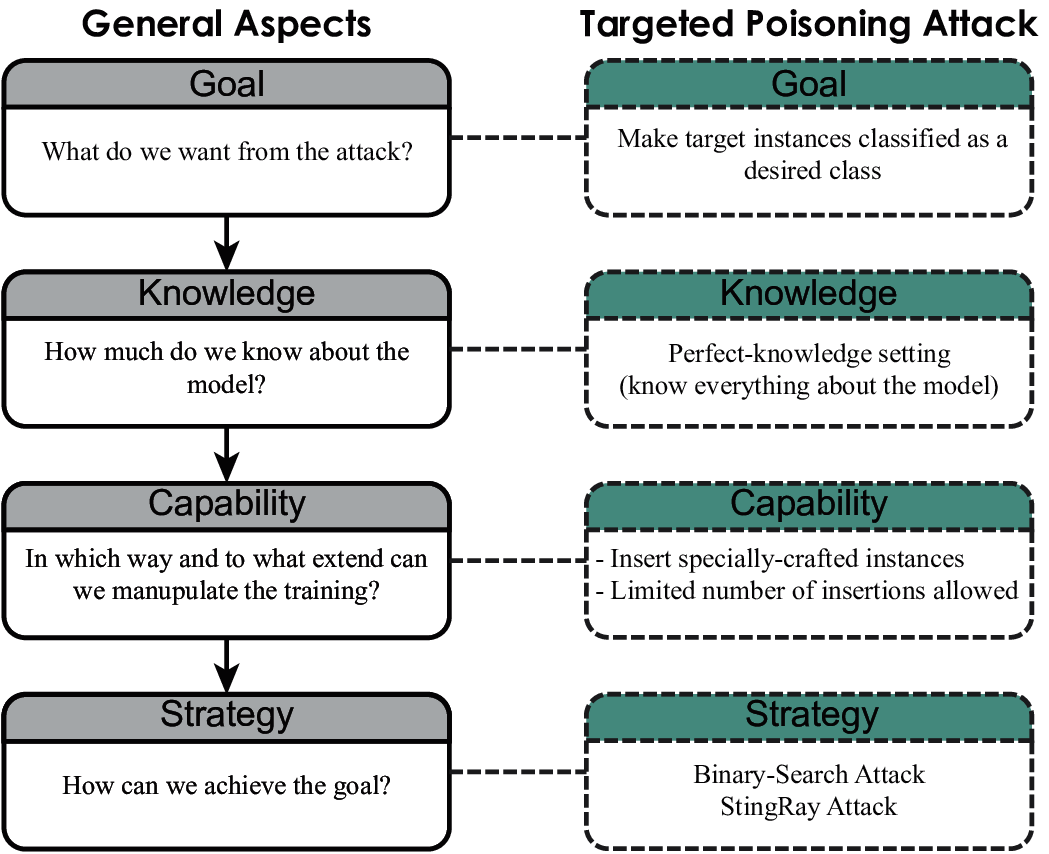 General Aspects
Targeted Poisoning Attack
Goal
What do we want from the attack?
Goal
Make target instances classified as a
desired class
Knowledge
How much do we know about the
model?
Knowledge
Perfect-knowledge setting
(know everything about the model)
Capability
In which way and to what extend can
we manupulate the training?
Capability
- Insert specially-crafted instances
- Limited number of insertions allowed
Strategy
How can we achieve the goal?
Strategy
Binary-Search Attack
StingRay Attack